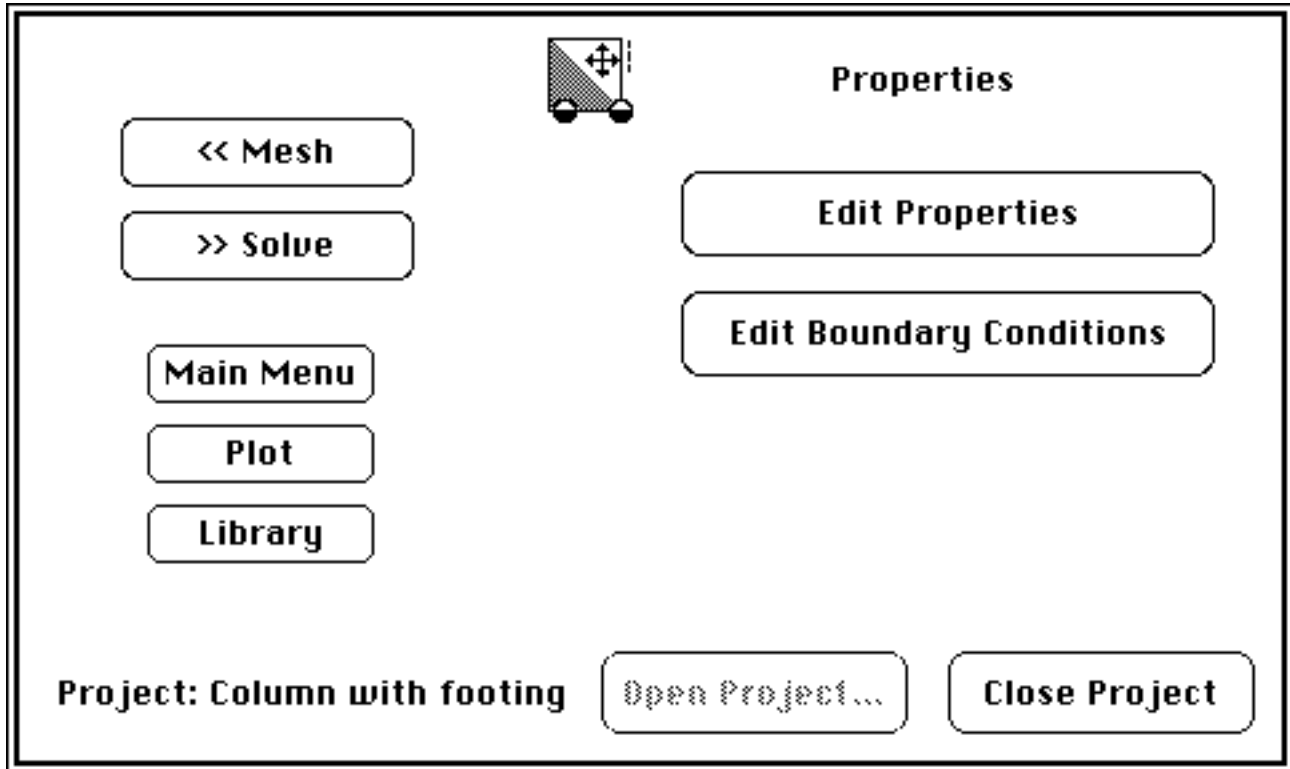 Properties
<< Mesh
>> Solve
Edit Properties
Edit Boundary Conditions
Main Menu
Plot
Library
Project: Column with footing
Open Project...
Close Project